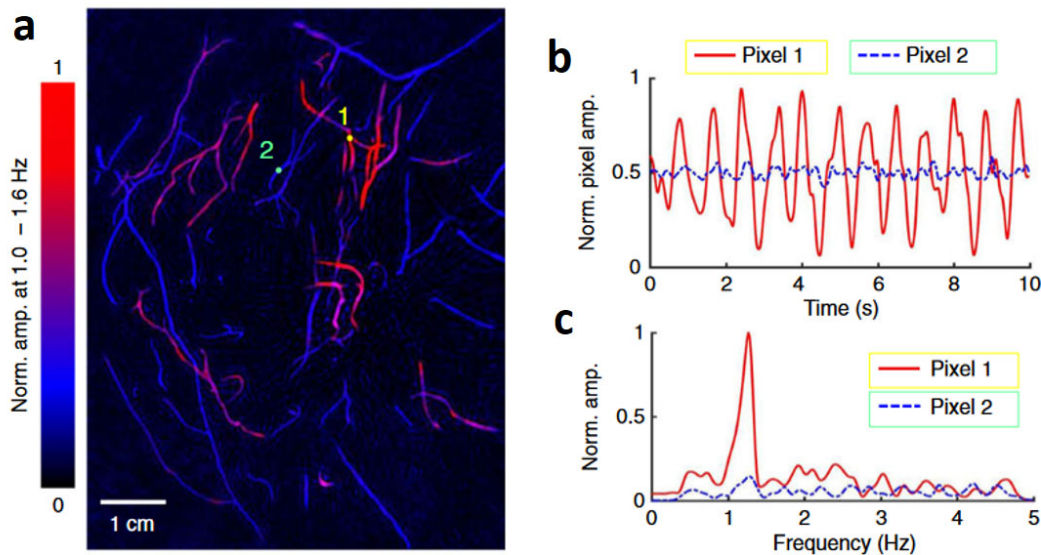 a
1
Norm. amp. at 1.0 – 1.6 Hz
0
1
2
1 cm
b
Pixel 1
Pixel 2
Norm. pixel amp.
1
0.5
0
0 2 4 6 8 10
Time (s)
c
Pixel 1
Pixel 2
Norm. amp.
1
0.5
0
0 1 2 3 4 5
Frequency (Hz)